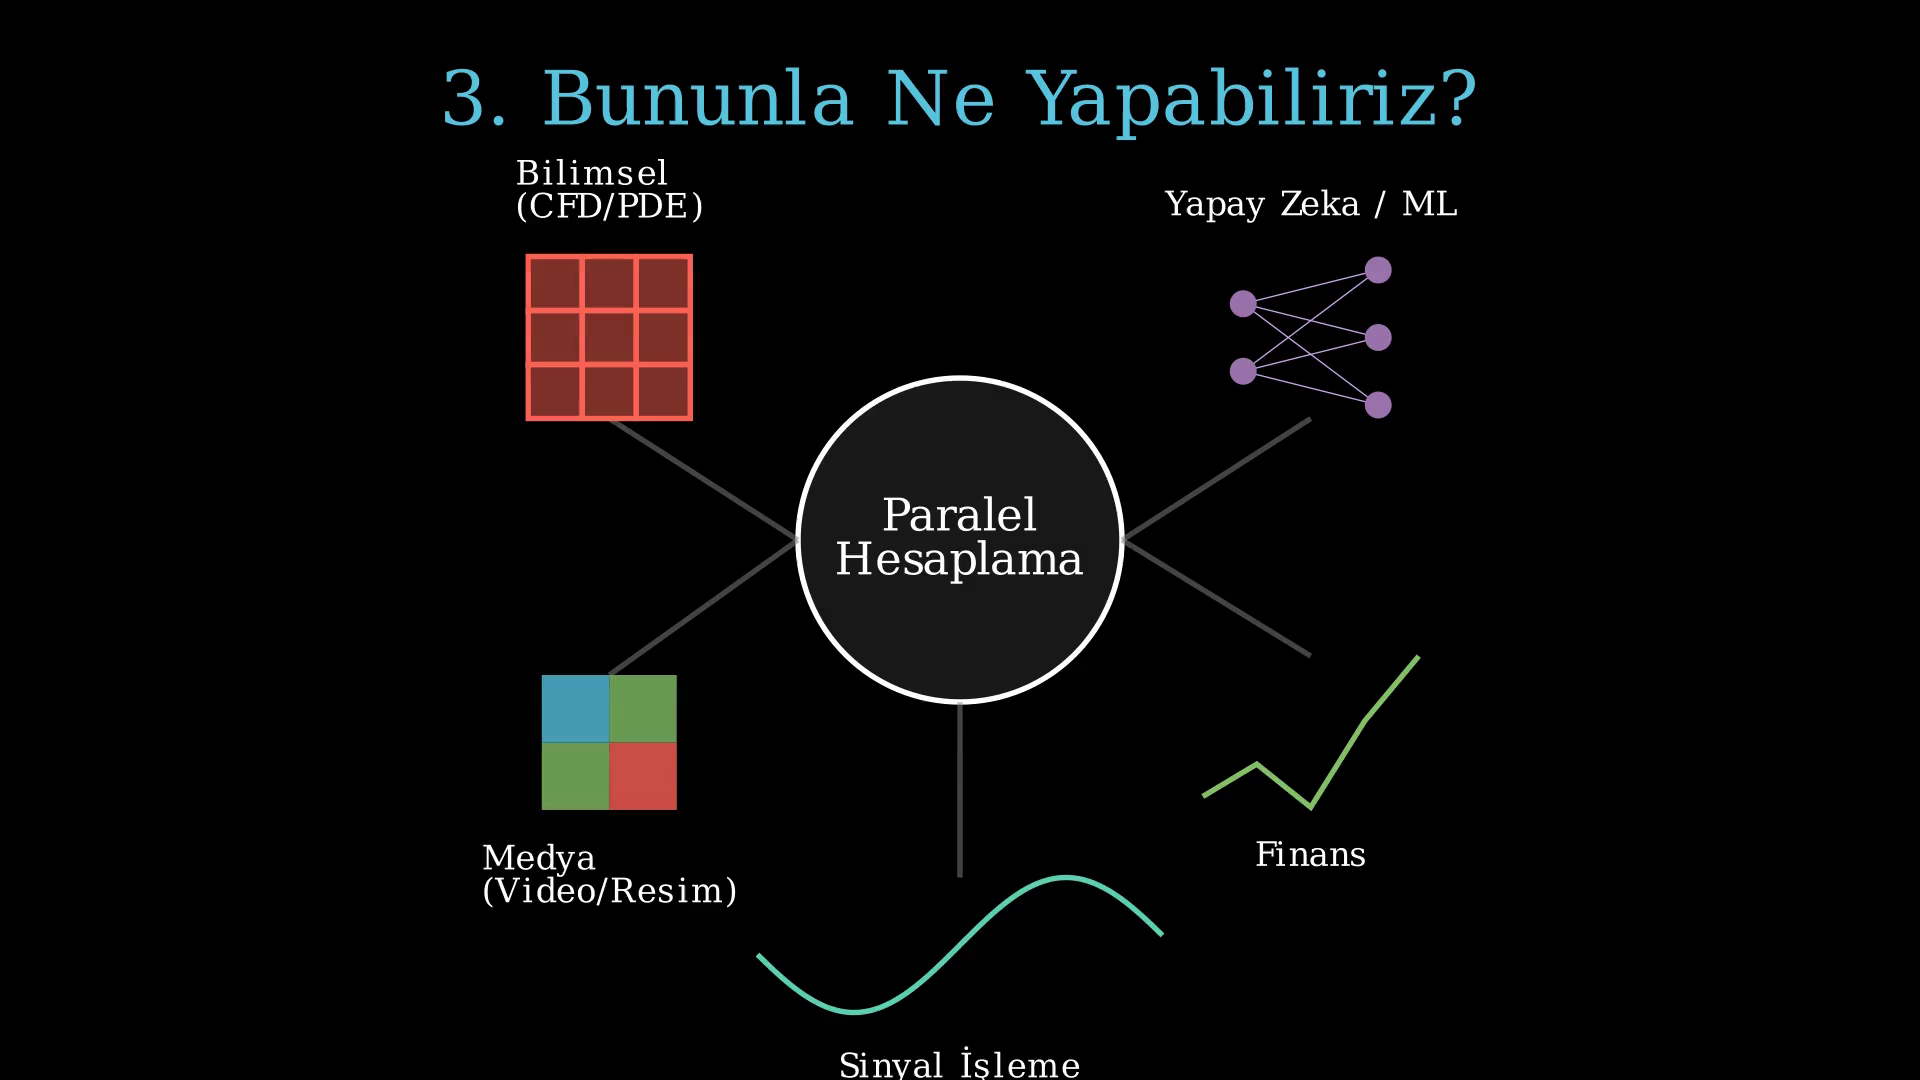 3. Bununla Ne Yapabiliriz?
Bilimsel
(CFD/PDE)
Yapay Zeka / ML
Paralel
Hesaplama
Medya
(Video/Resim)
Finans
Sinyal İşleme